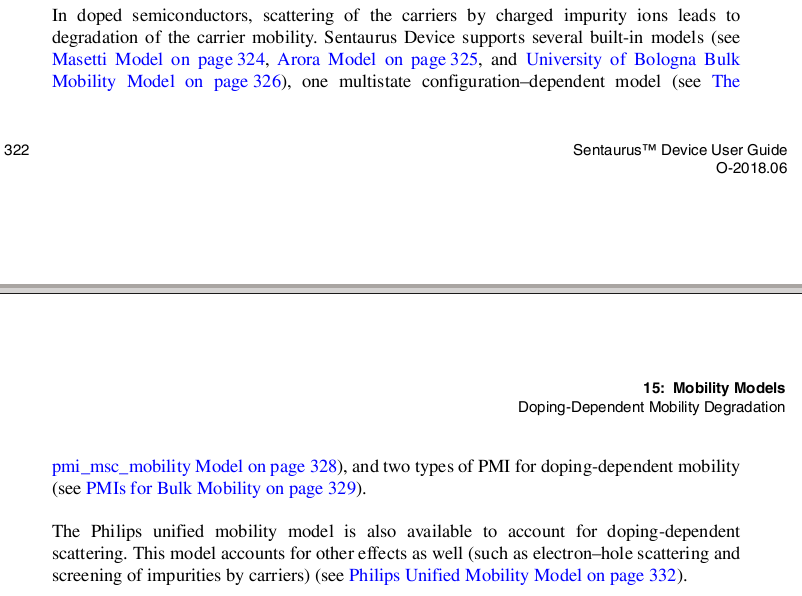 In doped semiconductors, scattering of the carriers by charged impurity ions leads to
degradation of the carrier mobility. Sentaurus Device supports several built-in models (see
Masetti Model on page 324, Arora Model on page 325, and University of Bologna Bulk
Mobility Model on page 326), one multistate configuration–dependent model (see The
322
Sentaurus™ Device User Guide
O-2018.06
15: Mobility Models
Doping-Dependent Mobility Degradation
pmi_msc_mobility Model on page 328), and two types of PMI for doping-dependent mobility
(see PMIs for Bulk Mobility on page 329).
The Philips unified mobility model is also available to account for doping-dependent
scattering. This model accounts for other effects as well (such as electron–hole scattering and
screening of impurities by carriers) (see Philips Unified Mobility Model on page 332).